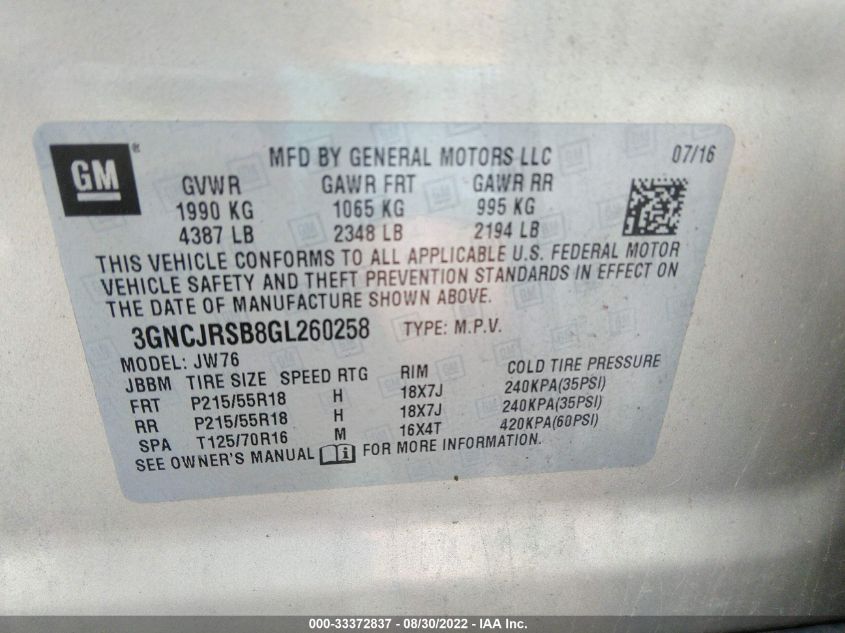 GM®
MFD BY GENERAL MOTORS LLC 07/16
GVWR GAWR FRT GAWR RR
1990 KG 1065 KG 995 KG
4387 LB 2348 LB 2194 LB
THIS VEHICLE CONFORMS TO ALL APPLICABLE U.S. FEDERAL MOTOR
VEHICLE SAFETY AND THEFT PREVENTION STANDARDS IN EFFECT ON
THE DATE OF MANUFACTURE SHOWN ABOVE.
3GNCJRSB8GL260258 TYPE: M.P.V.
MODEL: JW76
JBBM TIRE SIZE SPEED RTG RIM COLD TIRE PRESSURE
FRT P215/55R18 H 18X7J 240KPA(35PSI)
RR P215/55R18 H 18X7J 240KPA(35PSI)
SPA T125/70R16 M 16X4T 420KPA(60PSI)
SEE OWNER'S MANUAL FOR MORE INFORMATION.
000-33372837 - 08/30/2022 - IAA Inc.